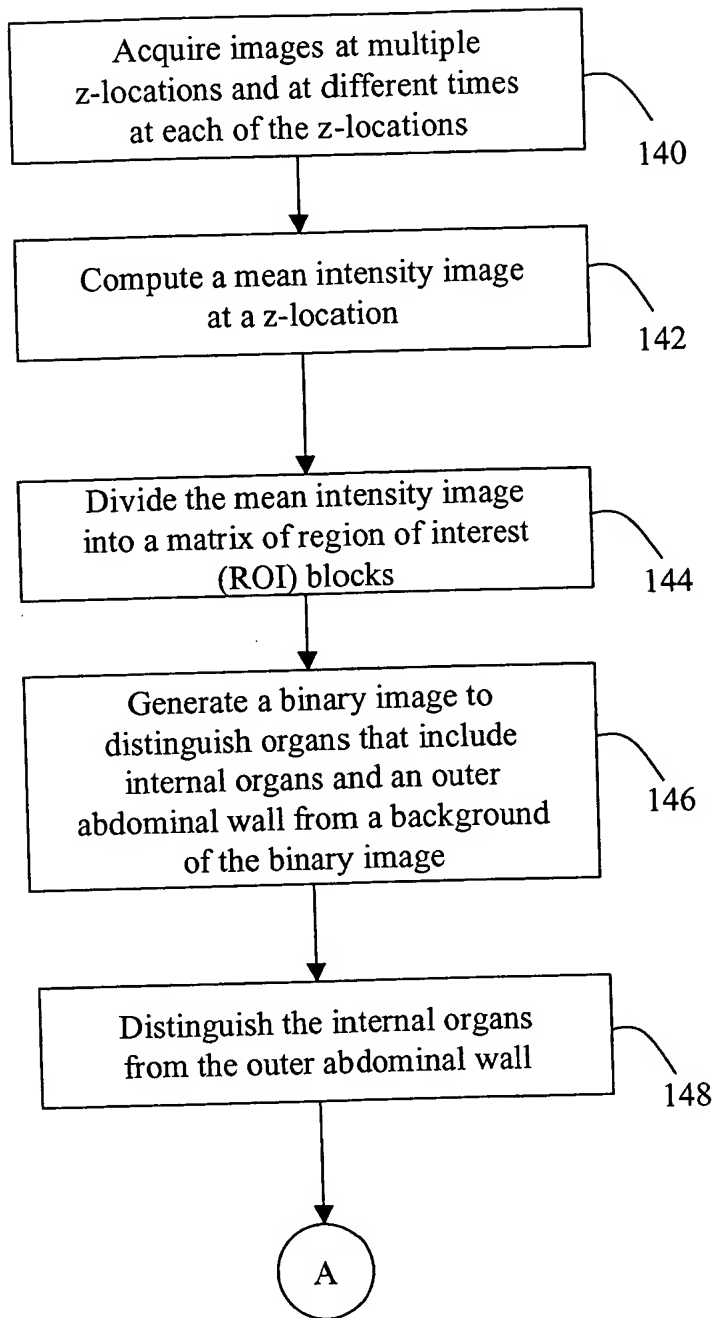 Acquire images at multiple
z-locations and at different times
at each of the z-locations
140
Compute a mean intensity image
at a z-location
142
Divide the mean intensity image
into a matrix of region of interest
(ROI) blocks
144
Generate a binary image to
distinguish organs that include
internal organs and an outer
abdominal wall from a background
of the binary image
146
Distinguish the internal organs
from the outer abdominal wall
148
A